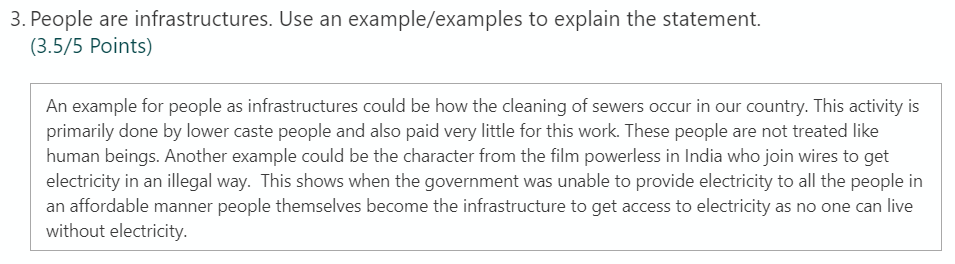 3. People are infrastructures. Use an example/examples to explain the statement.
(3.5/5 Points)
An example for people as infrastructures could be how the cleaning of sewers occur in our country. This activity is
primarily done by lower caste people and also paid very little for this work. These people are not treated like
human beings. Another example could be the character from the film powerless in India who join wires to get
electricity in an illegal way.  This shows when the government was unable to provide electricity to all the people in
an affordable manner people themselves become the infrastructure to get access to electricity as no one can live
without electricity.